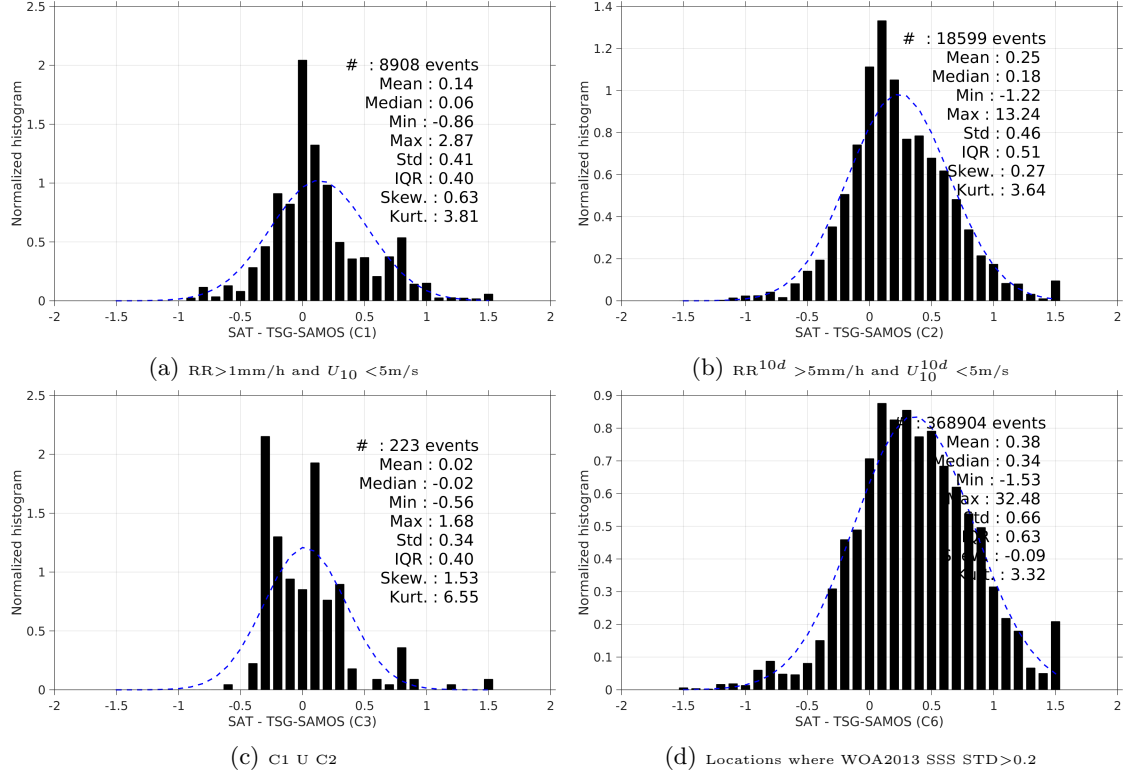 2.5
2
1.5
1
0.5
0
-2
-1.5
-1
-0.5
0
0.5
1
1.5
2
Normalized histogram
SAT - TSG-SAMOS (C1)
# : 8908 events
Mean : 0.14
Median : 0.06
Min : -0.86
Max : 2.87
Std : 0.41
IQR : 0.40
Skew. : 0.63
Kurt. : 3.81
(a) RR>1mm/h and U10 <5m/s
1.4
1.2
1
0.8
0.6
0.4
0.2
0
-2
-1.5
-1
-0.5
0
0.5
1
1.5
2
Normalized histogram
SAT - TSG-SAMOS (C2)
# : 18599 events
Mean : 0.25
Median : 0.18
Min : -1.22
Max : 13.24
Std : 0.46
IQR : 0.51
Skew. : 0.27
Kurt. : 3.64
(b) RR10d >5mm/h and U10 10d <5m/s
2.5
2
1.5
1
0.5
0
-2
-1.5
-1
-0.5
0
0.5
1
1.5
2
Normalized histogram
SAT - TSG-SAMOS (C3)
# : 223 events
Mean : 0.02
Median : -0.02
Min : -0.56
Max : 1.68
Std : 0.34
IQR : 0.40
Skew. : 1.53
Kurt. : 6.55
(c) C1 U C2
0.9
0.8
0.7
0.6
0.5
0.4
0.3
0.2
0.1
0
-2
-1.5
-1
-0.5
0
0.5
1
1.5
2
Normalized histogram
SAT - TSG-SAMOS (C6)
# : 368904 events
Mean : 0.38
Median : 0.34
Min : -1.53
Max : 32.48
Std : 0.66
IQR : 0.63
Skew. : -0.09
Kurt. : 3.32
(d) Locations where WOA2013 SSS STD>0.2